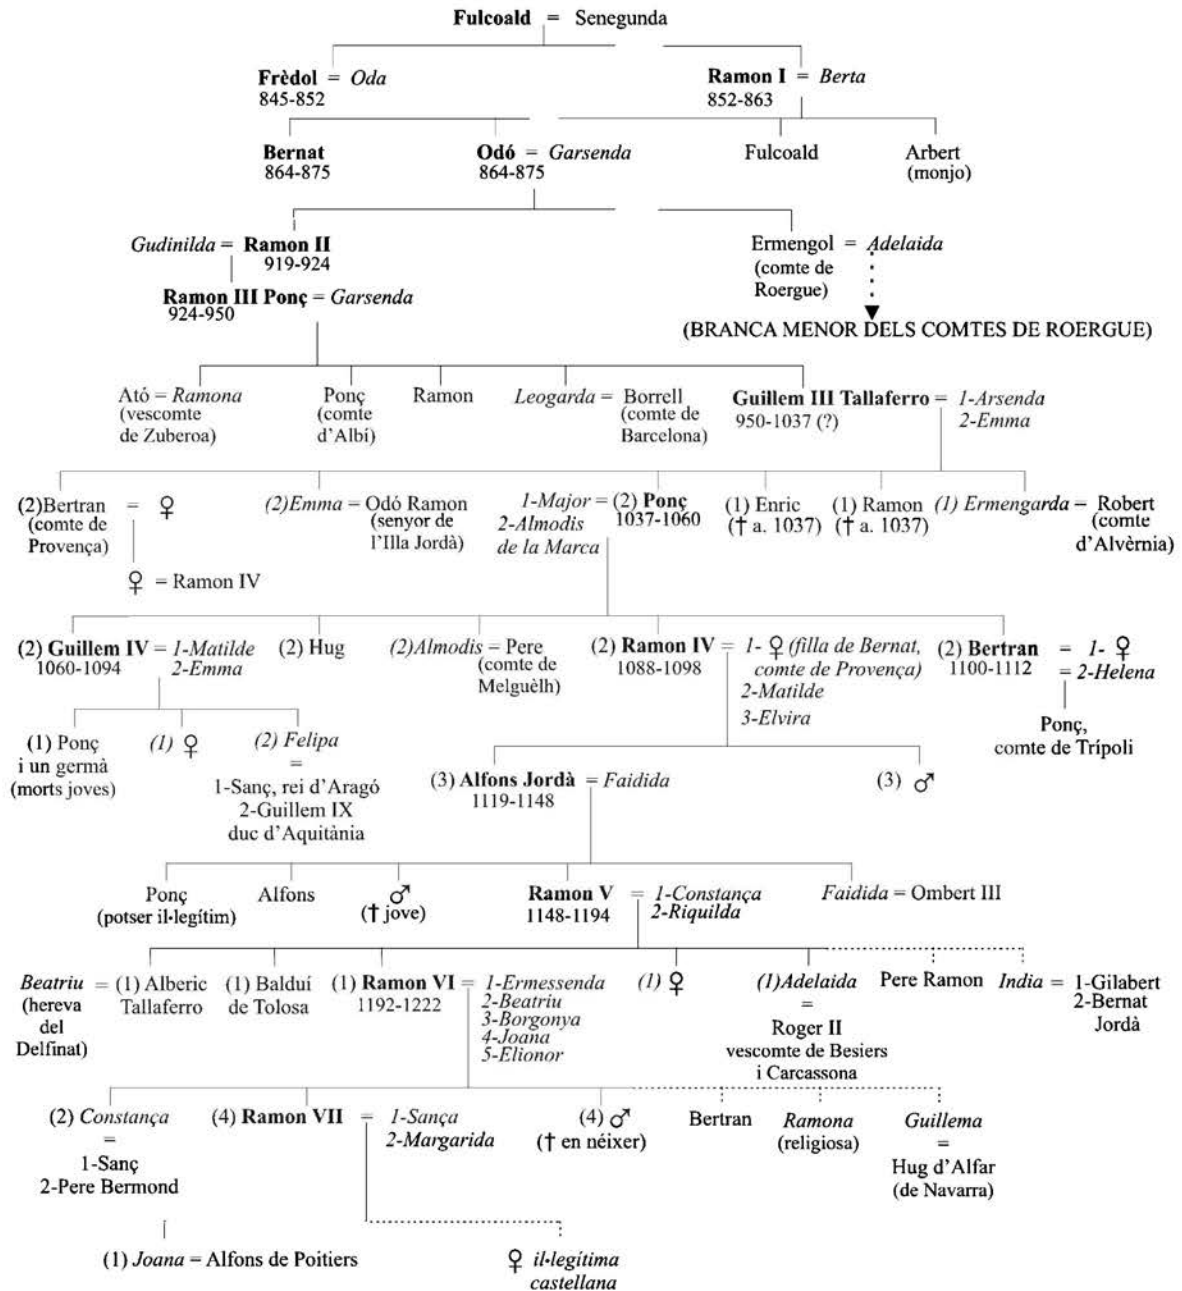 Fulcoald = Senegunda
Frèdol = Oda
845-852
Ramon I = Berta
852-863
Bernat
864-875
Odó = Garsenda
864-875
Fulcoald
Arbert
(monjo)
Gudinilda = Ramon II
919-924
Ermengol = Adelaida
(comte de
Roergue)
Ramon III Ponç = Garsenda
924-950
(BRANCA MENOR DELS COMTES DE ROERGUE)
Ató = Ramona
(vescomte
de Zuberoa)
Ponç
(comte
d'Albí)
Ramon
Leogarda = Borrell
(comte de
Barcelona)
Guillem III Tallaferro = 1-Arsenda
950-1037 (?) 2-Emma
(2)Bertran = ♀
(comte de
Provença)
♀ = Ramon IV
(2)Emma = Odó Ramon
(senyor de
l'Illa Jordà)
1-Major = (2) Ponç
2-Almodis 1037-1060
de la Marca
(1) Enric
(† a. 1037)
(1) Ramon
(† a. 1037)
(1) Ermengarda = Robert
(comte
d'Alvèrnia)
(2) Guillem IV = 1-Matilde
1060-1094 2-Emma
(2) Hug
(2)Almodis = Pere
(comte de
Melguèlh)
(2) Ramon IV = 1- ♀ (filla de Bernat,
1088-1098 comte de Provença)
2-Matilde
3-Elvira
(2) Bertran = 1- ♀
1100-1112 = 2-Helena
Ponç,
comte de Trípoli
(1) Ponç
i un germà
(morts joves)
(1) ♀
(2) Felipa
=
1-Sanç, rei d'Aragó
2-Guillem IX
duc d'Aquitània
(3) Alfons Jordà = Faidida
1119-1148
(3) ♂
Ponç
(potser il·legítim)
Alfons
♂
(† jove)
Ramon V = 1-Constança
1148-1194 2-Riquilda
Faidida = Ombert III
Beatriu = (1) Alberic
(hereva Tallaferro
del
Delfinat)
(1) Balduí
de Tolosa
(1) Ramon VI = 1-Ermessenda
1192-1222 2-Beatriu
3-Borgonya
4-Joana
5-Elionor
(1) ♀
(1)Adelaida
=
Roger II
vescomte de Besiers
i Carcassona
Pere Ramon
India = 1-Gilabert
2-Bernat
Jordà
(2) Constança
=
1-Sanç
2-Pere Bermond
(4) Ramon VII = 1-Sança
2-Margarida
(4) ♂
(† en néixer)
Bertran
Ramona
(religiosa)
Guillema
=
Hug d'Alfar
(de Navarra)
(1) Joana = Alfons de Poitiers
♀ il·legítima
castellana